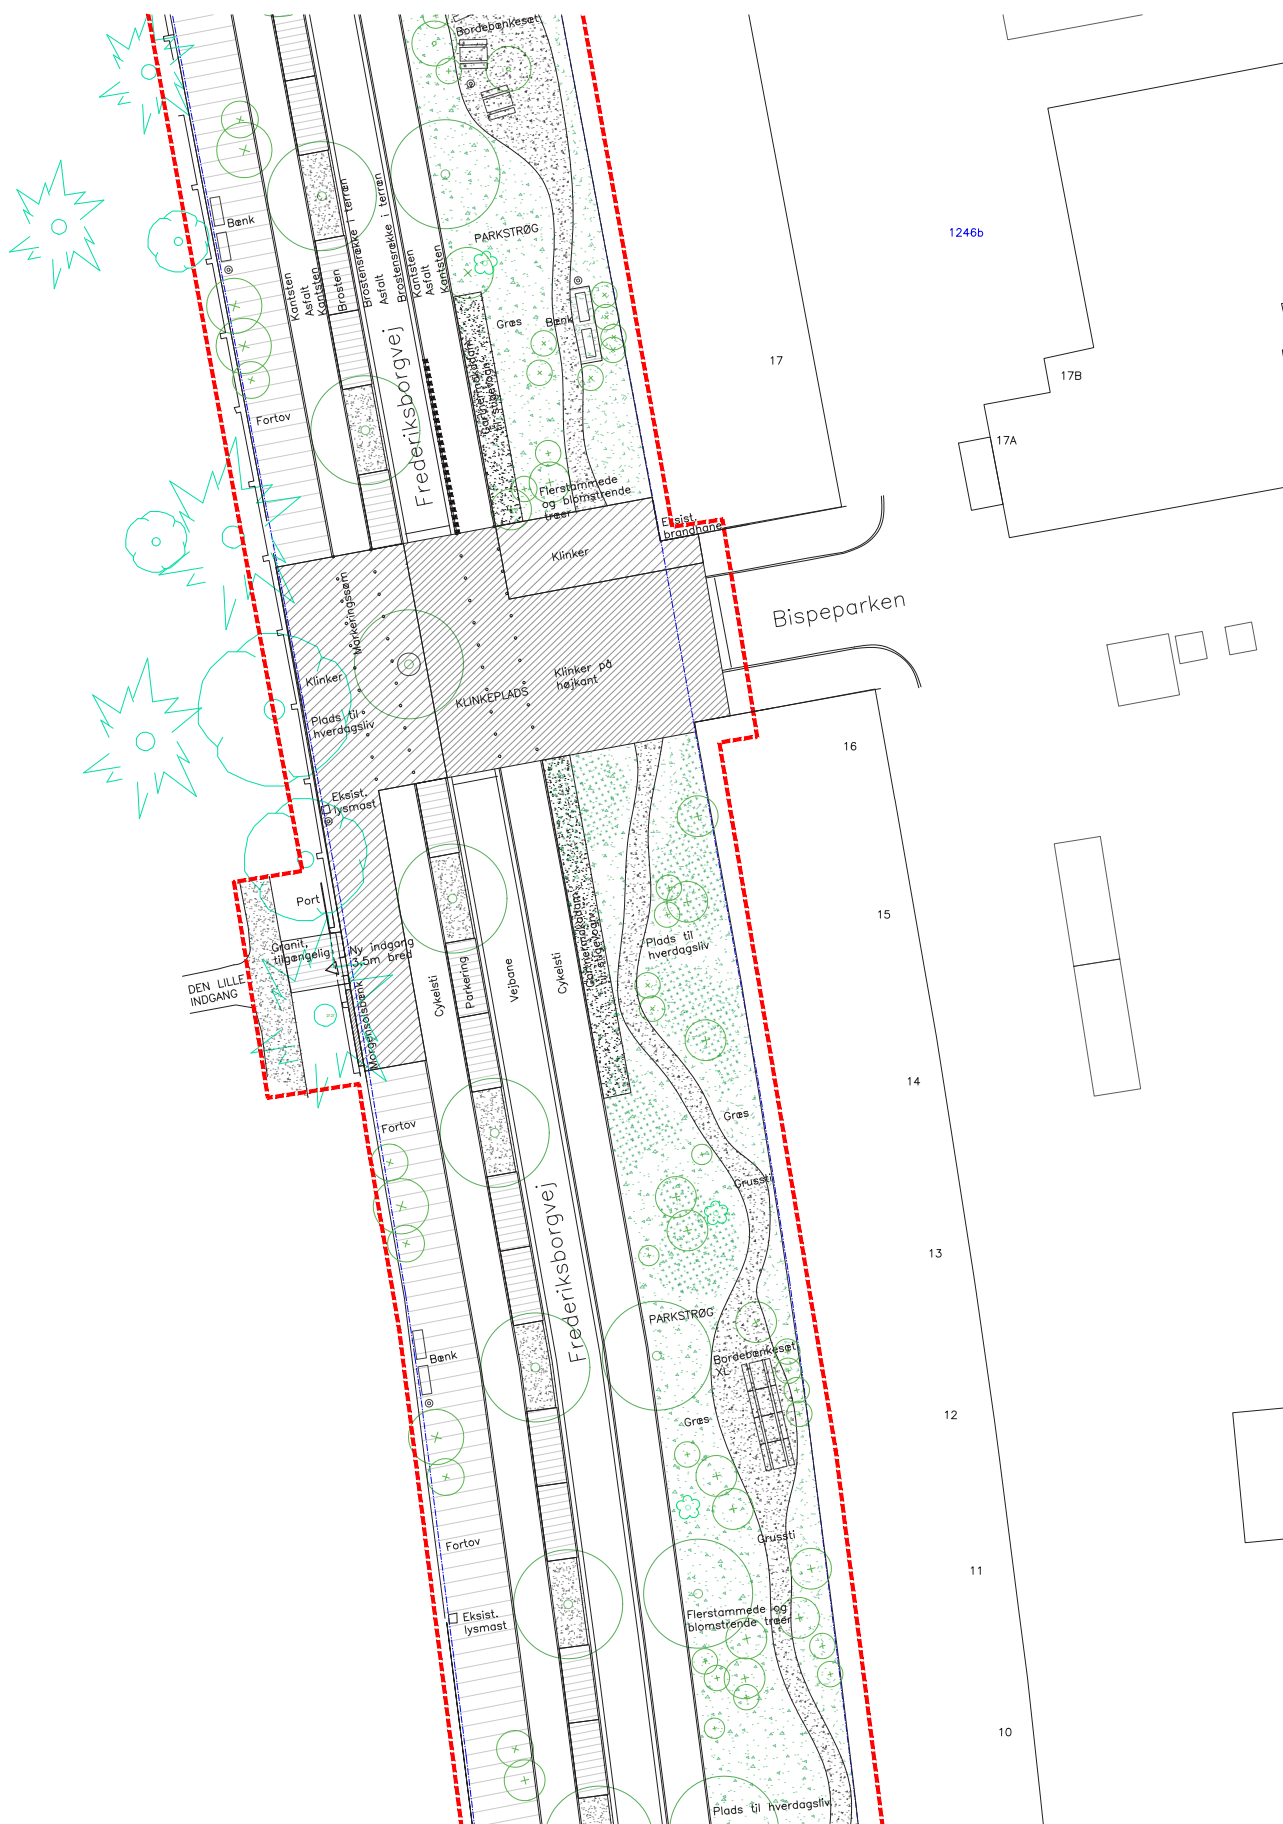 Bordebænkeset
Bænk
PARKSTRØG
1246b
Kantsten
Asfalt
Kantsten
Brosten
Brostensrække i terræn
Asfalt
Brostensrække i terræn
Kantsten
Asfalt
Kantsten
Græs
Bænk
17
17B
17A
Fortov
Frederiksborgvej
Flerstammede
og blomstrende
træer
Eksist.
brandhane
Klinker
Bispeparken
Markeringssøm
Klinker
Klinker på
højkant
KLINKEPLADS
Plads til
hverdagsliv
16
Eksist.
lysmast
Port
15
Granit.
tilgængelig
Ny indgang
3.5m bred
Plads til
hverdagsliv
DEN LILLE
INDGANG
Morgensolsbænk
Cykelsti
Parkering
Vejbane
Cykelsti
14
Fortov
Græs
Grussti
Frederiksborgvej
13
PARKSTRØG
Bænk
Bordebænkeset
XL
12
Græs
Fortov
Grussti
11
Eksist.
lysmast
Flerstammede og
blomstrende træer
10
Plads til hverdagsliv